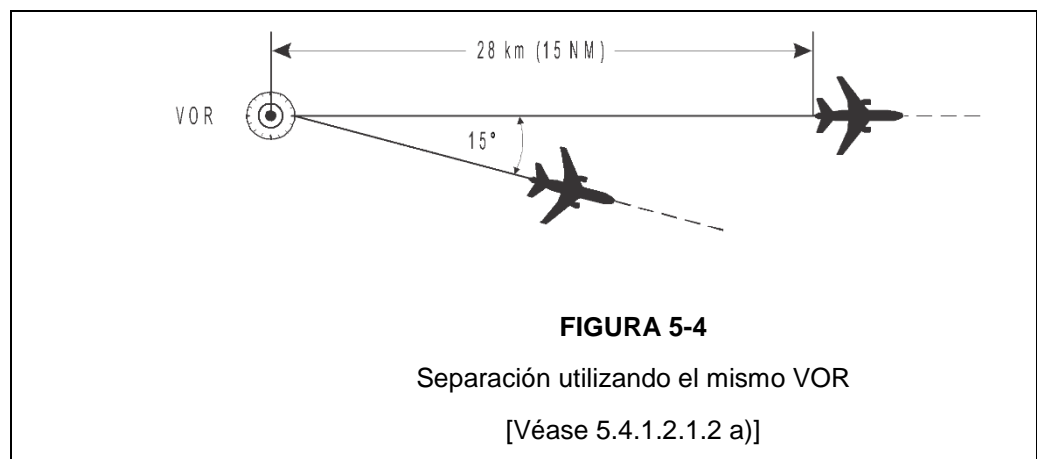 28 km (15 NM)
VOR
15°
FIGURA 5-4
Separación utilizando el mismo VOR
[Véase 5.4.1.2.1.2 a)]